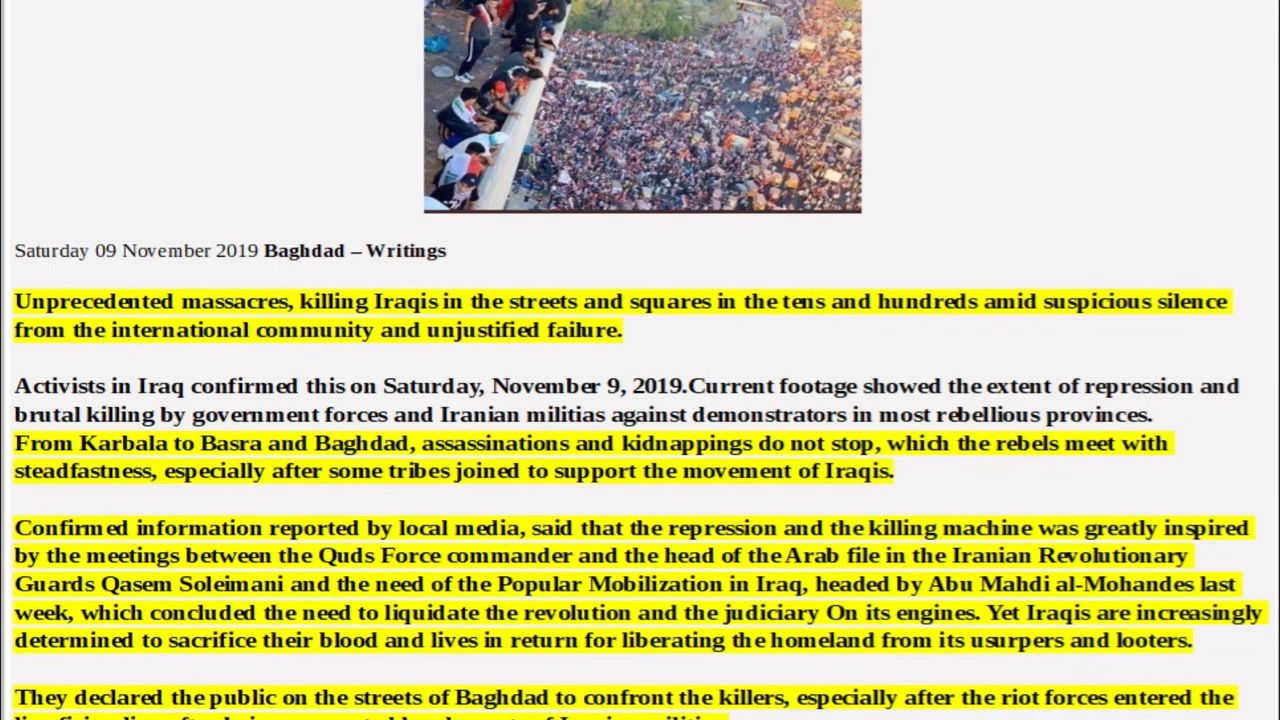 Saturday 09 November 2019 Baghdad – Writings
Unprecedented massacres, killing Iraqis in the streets and squares in the tens and hundreds amid suspicious silence
from the international community and unjustified failure.
Activists in Iraq confirmed this on Saturday, November 9, 2019.Current footage showed the extent of repression and
brutal killing by government forces and Iranian militias against demonstrators in most rebellious provinces.
From Karbala to Basra and Baghdad, assassinations and kidnappings do not stop, which the rebels meet with
steadfastness, especially after some tribes joined to support the movement of Iraqis.
Confirmed information reported by local media, said that the repression and the killing machine was greatly inspired
by the meetings between the Quds Force commander and the head of the Arab file in the Iranian Revolutionary
Guards Qasem Soleimani and the need of the Popular Mobilization in Iraq, headed by Abu Mahdi al-Mohandes last
week, which concluded the need to liquidate the revolution and the judiciary On its engines. Yet Iraqis are increasingly
determined to sacrifice their blood and lives in return for liberating the homeland from its usurpers and looters.
They declared the public on the streets of Baghdad to confront the killers, especially after the riot forces entered the